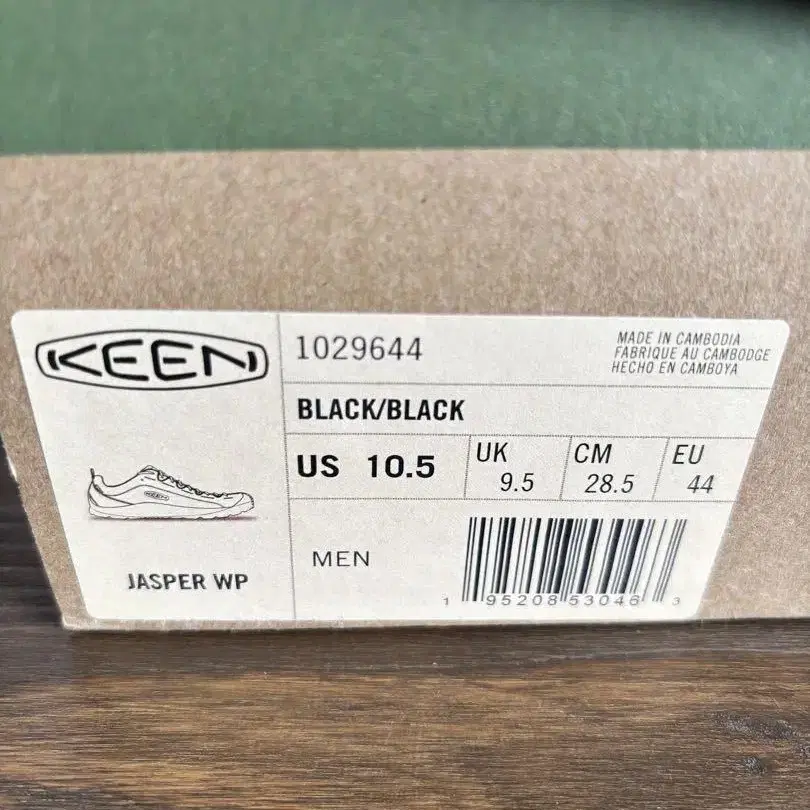 KEEN
1029644
MADE IN CAMBODIA
FABRIQUE AU CAMBODGE
HECHO EN CAMBOYA
BLACK/BLACK
US 10.5
UK 9.5
CM 28.5
EU 44
KEEN
JASPER WP
MEN
1 95208 53046 3